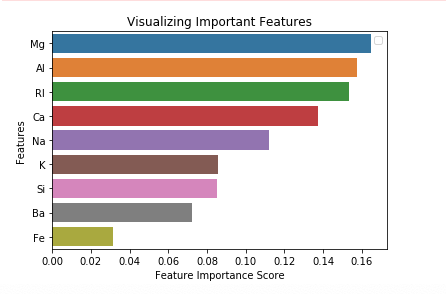 Visualizing Important Features
Mg
Al
RI
Ca
Na
K
Si
Ba
Fe
Features
0.00 0.02 0.04 0.06 0.08 0.10 0.12 0.14 0.16
Feature Importance Score